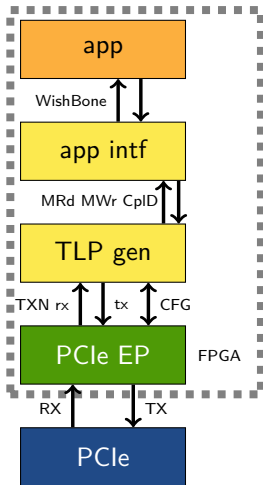 app
WishBone
app intf
MRd MWr CplD
TLP gen
TXN rx tx CFG
PCIe EP
FPGA
RX TX
PCIe